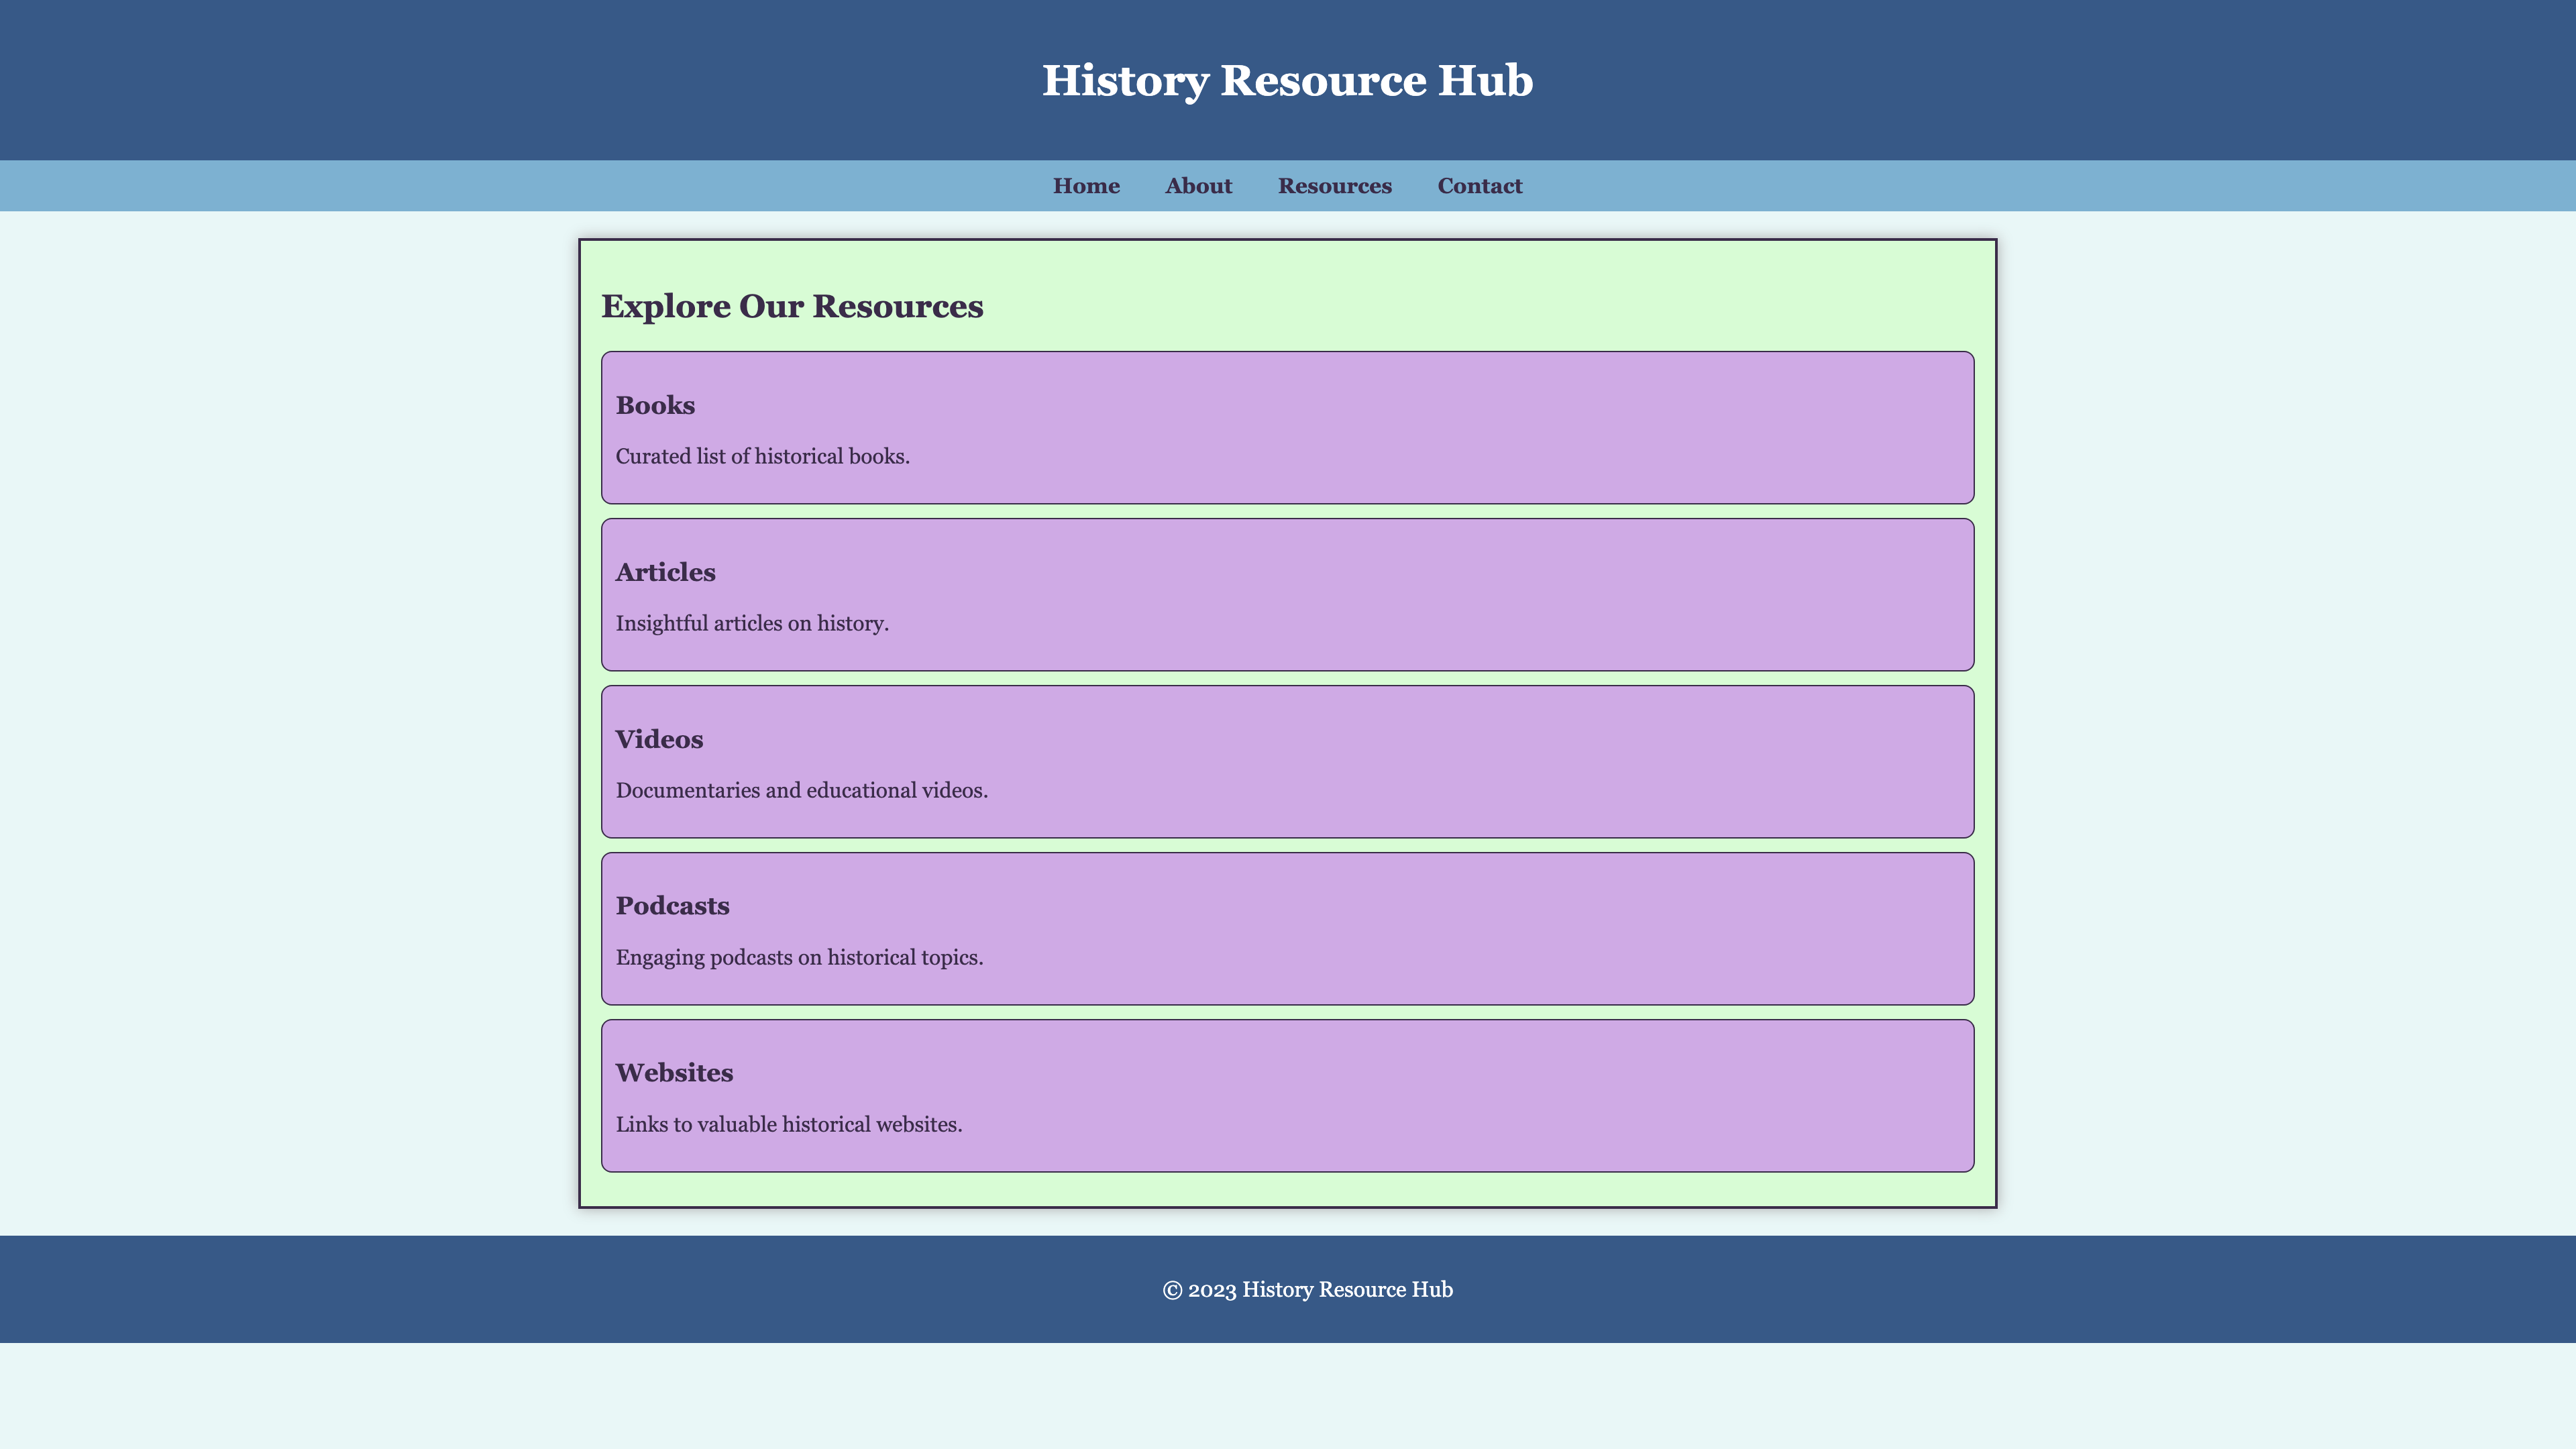 History Resource Hub
Home About Resources Contact
Explore Our Resources
Books
Curated list of historical books.
Articles
Insightful articles on history.
Videos
Documentaries and educational videos.
Podcasts
Engaging podcasts on historical topics.
Websites
Links to valuable historical websites.
© 2023 History Resource Hub